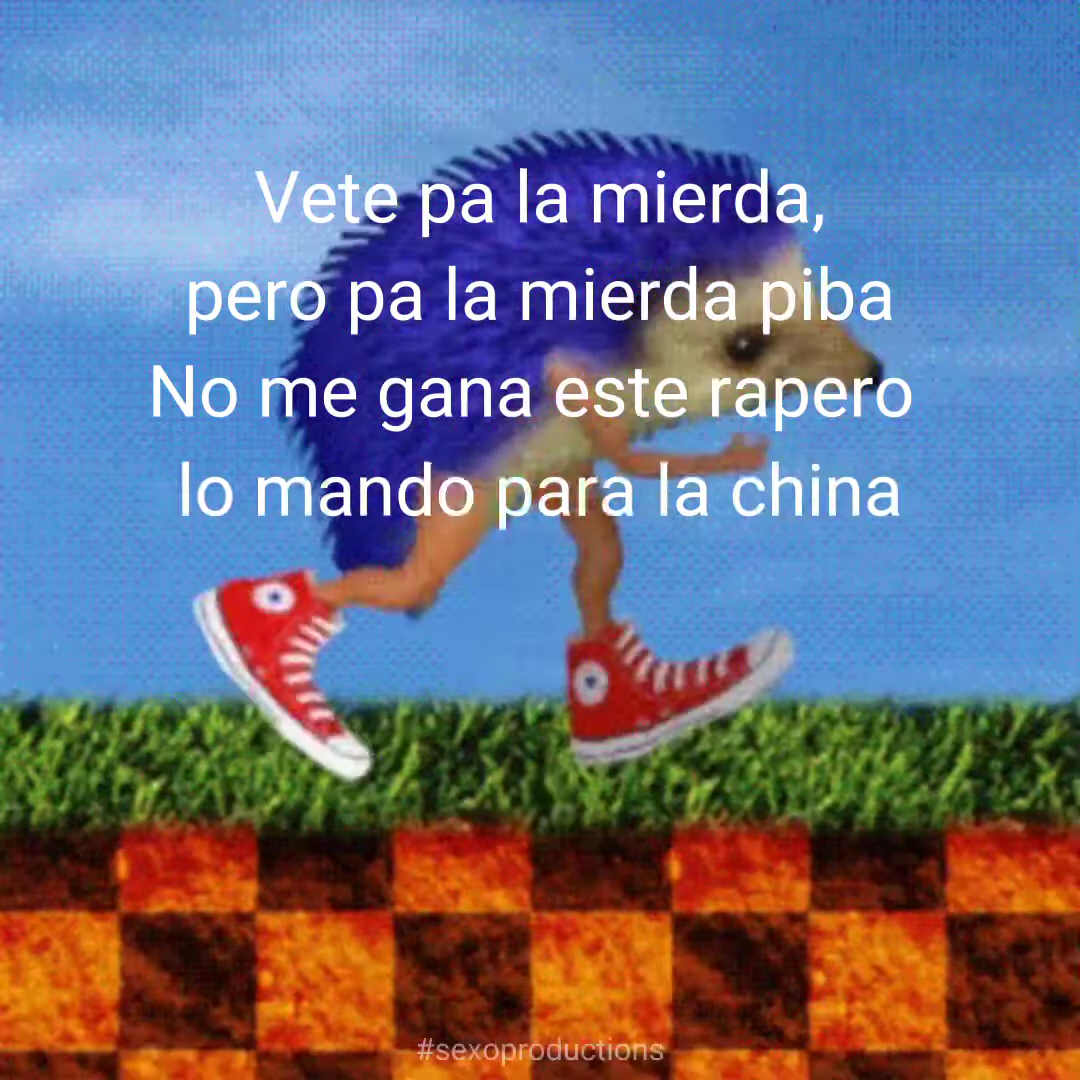 Vete pa la mierda,
pero pa la mierda piba
No me gana este rapero
lo mando para la china
#sexoproductions